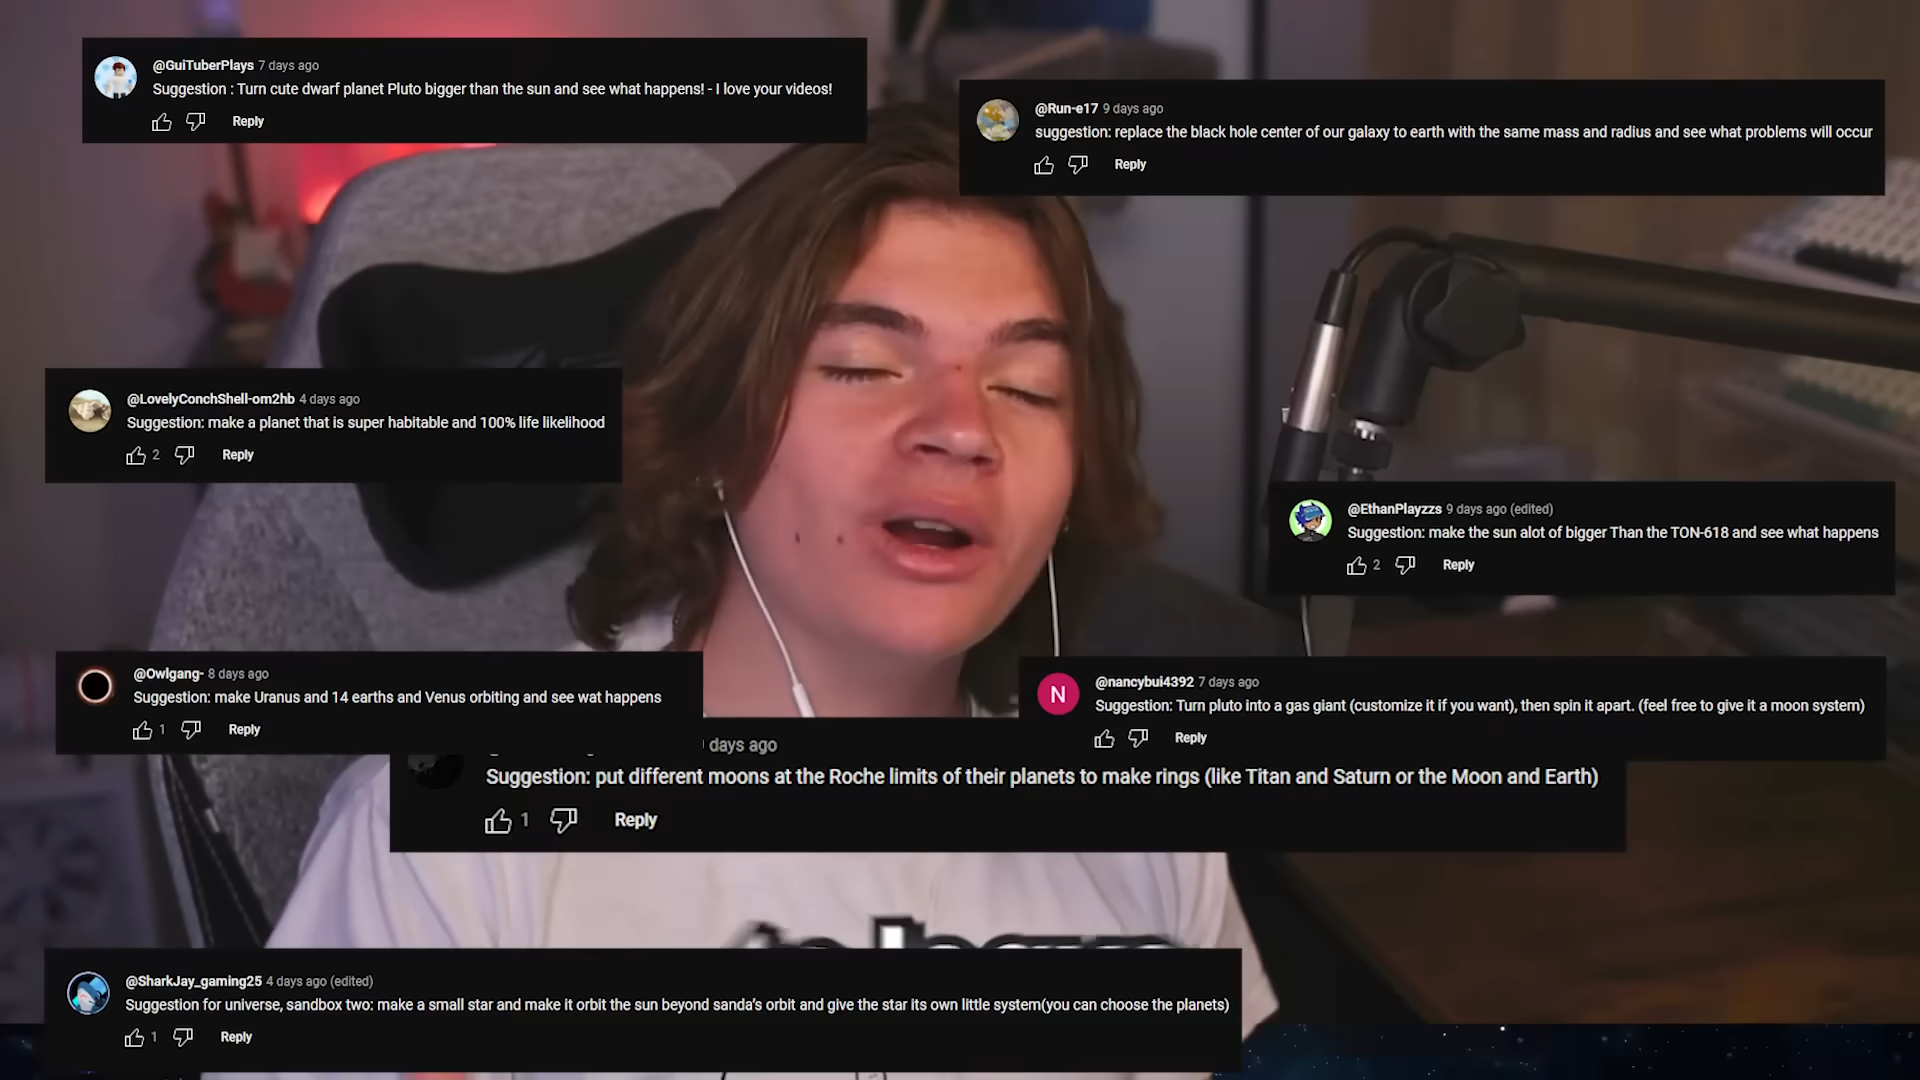 @GuiTuberPlays 7 days ago
Suggestion : Turn cute dwarf planet Pluto bigger than the sun and see what happens! - I love your videos!
Reply
@Run-e17 9 days ago
suggestion: replace the black hole center of our galaxy to earth with the same mass and radius and see what problems will occur
Reply
@LovelyConchShell-om2hb 4 days ago
Suggestion: make a planet that is super habitable and 100% life likelihood
2 Reply
@EthanPlayzzs 9 days ago (edited)
Suggestion: make the sun alot of bigger Than the TON-618 and see what happens
2 Reply
@Owlgang- 8 days ago
Suggestion: make Uranus and 14 earths and Venus orbiting and see wat happens
1 Reply
N
@nancybui4392 7 days ago
Suggestion: Turn pluto into a gas giant (customize it if you want), then spin it apart. (feel free to give it a moon system)
Reply
days ago
Suggestion: put different moons at the Roche limits of their planets to make rings (like Titan and Saturn or the Moon and Earth)
1 Reply
@SharkJay_gaming25 4 days ago (edited)
Suggestion for universe, sandbox two: make a small star and make it orbit the sun beyond sanda's orbit and give the star its own little system(you can choose the planets)
1 Reply